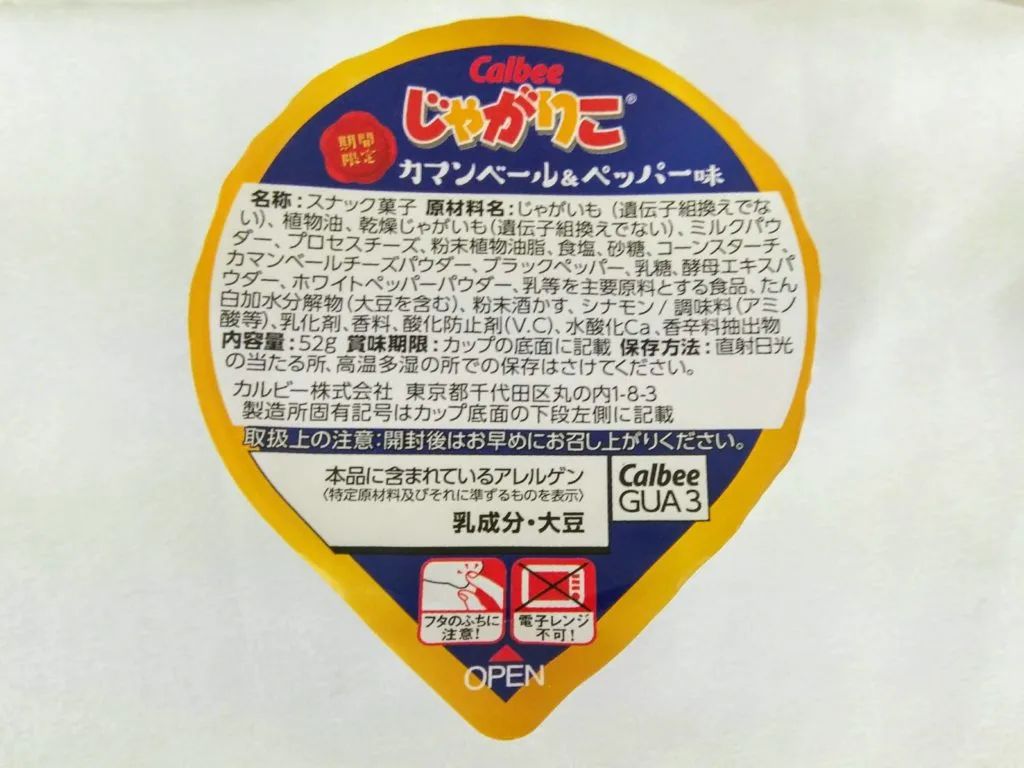 Calbee
じゃがりこ®
期間
限定
カマンベール&ペッパー味
名称:スナック菓子 原材料名:じゃがいも(遺伝子組換えでな
い)、植物油、乾燥じゃがいも(遺伝子組換えでない)、ミルクパウ
ダー、プロセスチーズ、粉末植物油脂、食塩、砂糖、コーンスターチ、
カマンベールチーズパウダー、ブラックペッパー、乳糖、酵母エキスパ
ウダー、ホワイトペッパーパウダー、乳等を主要原料とする食品、たん
白加水分解物(大豆を含む)、粉末酒かす、シナモン/調味料(アミノ
酸等)、乳化剤、香料、酸化防止剤(V.C)、水酸化Ca、香辛料抽出物
内容量:52g 賞味期限:カップの底面に記載 保存方法:直射日光
の当たる所、高温多湿の所での保存はさけてください。
カルビー株式会社 東京都千代田区丸の内1-8-3
製造所固有記号はカップ底面の下段左側に記載
取扱上の注意:開封後はお早めにお召し上がりください。
本品に含まれているアレルゲン
〈特定原材料及びそれに準ずるものを表示〉
乳成分・大豆
Calbee
GUA 3
フタのふちに
注意!
電子レンジ
不可!
OPEN